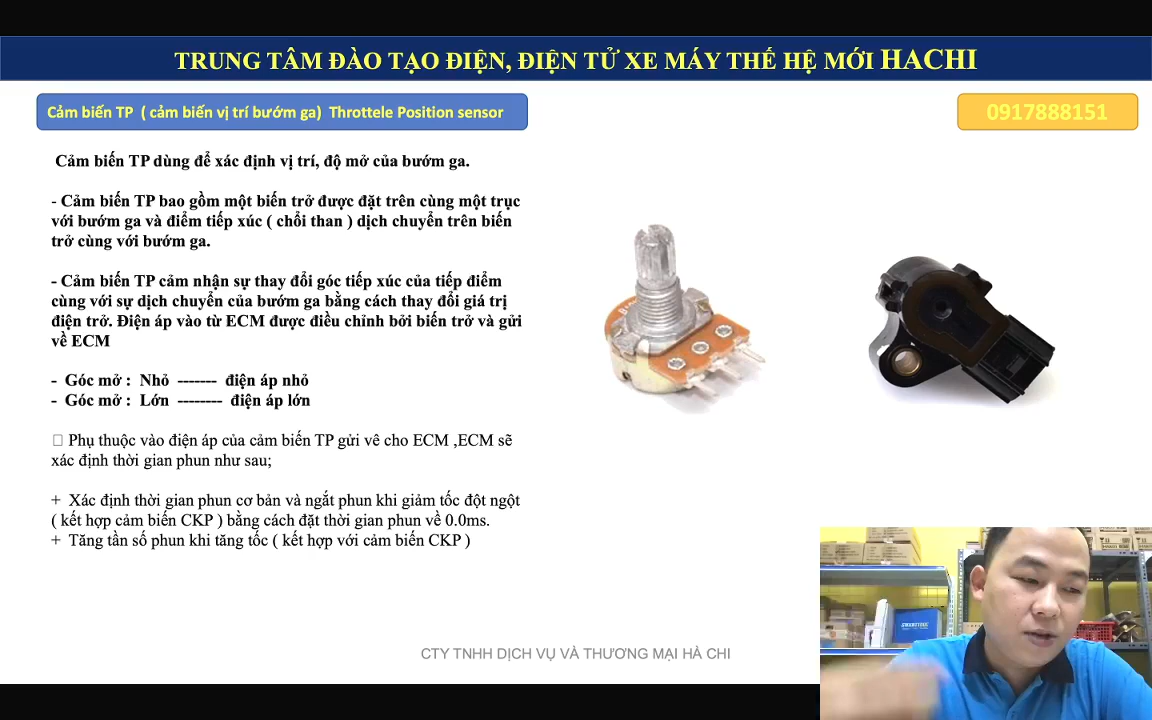 TRUNG TÂM ĐÀO TẠO ĐIỆN, ĐIỆN TỬ XE MÁY THẾ HỆ MỚI HACHI
Cảm biến TP ( cảm biến vị trí bướm ga) Throttele Position sensor
0917888151
Cảm biến TP dùng để xác định vị trí, độ mở của bướm ga.
- Cảm biến TP bao gồm một biến trở được đặt trên cùng một trục
với bướm ga và điểm tiếp xúc ( chổi than ) dịch chuyển trên biến
trở cùng với bướm ga.
- Cảm biến TP cảm nhận sự thay đổi góc tiếp xúc của tiếp điểm
cùng với sự dịch chuyển của bướm ga bằng cách thay đổi giá trị
điện trở. Điện áp vào từ ECM được điều chỉnh bởi biến trở và gửi
về ECM
- Góc mở : Nhỏ ------- điện áp nhỏ
- Góc mở : Lớn -------- điện áp lớn
Phụ thuộc vào điện áp của cảm biến TP gửi vê cho ECM ,ECM sẽ
xác định thời gian phun như sau;
+ Xác định thời gian phun cơ bản và ngắt phun khi giảm tốc đột ngột
( kết hợp cảm biến CKP ) bằng cách đặt thời gian phun về 0.0ms.
+ Tăng tần số phun khi tăng tốc ( kết hợp với cảm biến CKP )
CTY TNHH DỊCH VỤ VÀ THƯƠNG MẠI HÀ CHI